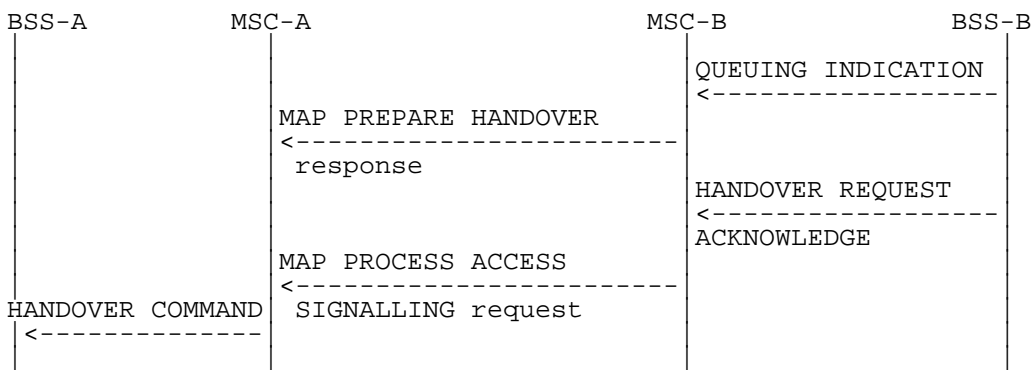 BSS-A MSC-A MSC-B BSS-B
QUEUING INDICATION
MAP PREPARE HANDOVER
response
HANDOVER REQUEST
ACKNOWLEDGE
MAP PROCESS ACCESS
HANDOVER COMMAND SIGNALLING request